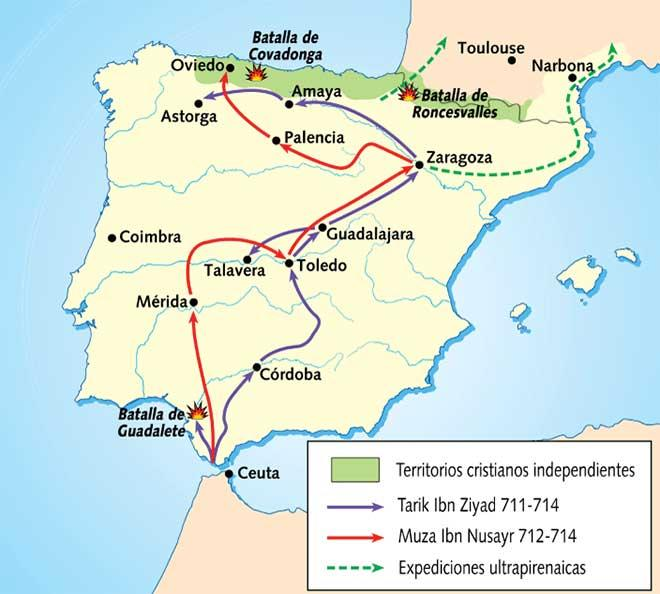 Batalla de
Covadonga
Toulouse
Oviedo
Narbona
Amaya
Batalla de
Roncesvalles
Astorga
Palencia
Zaragoza
Coimbra
Guadalajara
Talavera
Toledo
Mérida
Córdoba
Batalla de
Guadalete
Ceuta
Territorios cristianos independientes
Tarik Ibn Ziyad 711-714
Muza Ibn Nusayr 712-714
Expediciones ultrapirenaicas